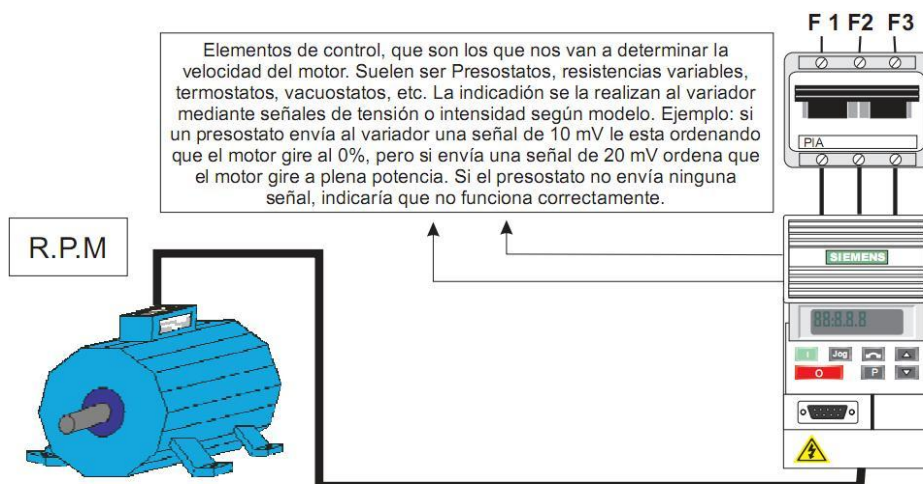 F 1 F2 F3
Elementos de control, que son los que nos van a determinar la
velocidad del motor. Suelen ser Presostatos, resistencias variables,
termostatos, vacuostatos, etc. La indicadión se la realizan al variador
mediante señales de tensión o intensidad según modelo. Ejemplo: si
un presostato envía al variador una señal de 10 mV le esta ordenando
que el motor gire al 0%, pero si envía una señal de 20 mV ordena que
el motor gire a plena potencia. Si el presostato no envía ninguna
señal, indicaría que no funciona correctamente.
PIA
R.P.M
SIEMENS
88:8.8.8
I Jog
O P